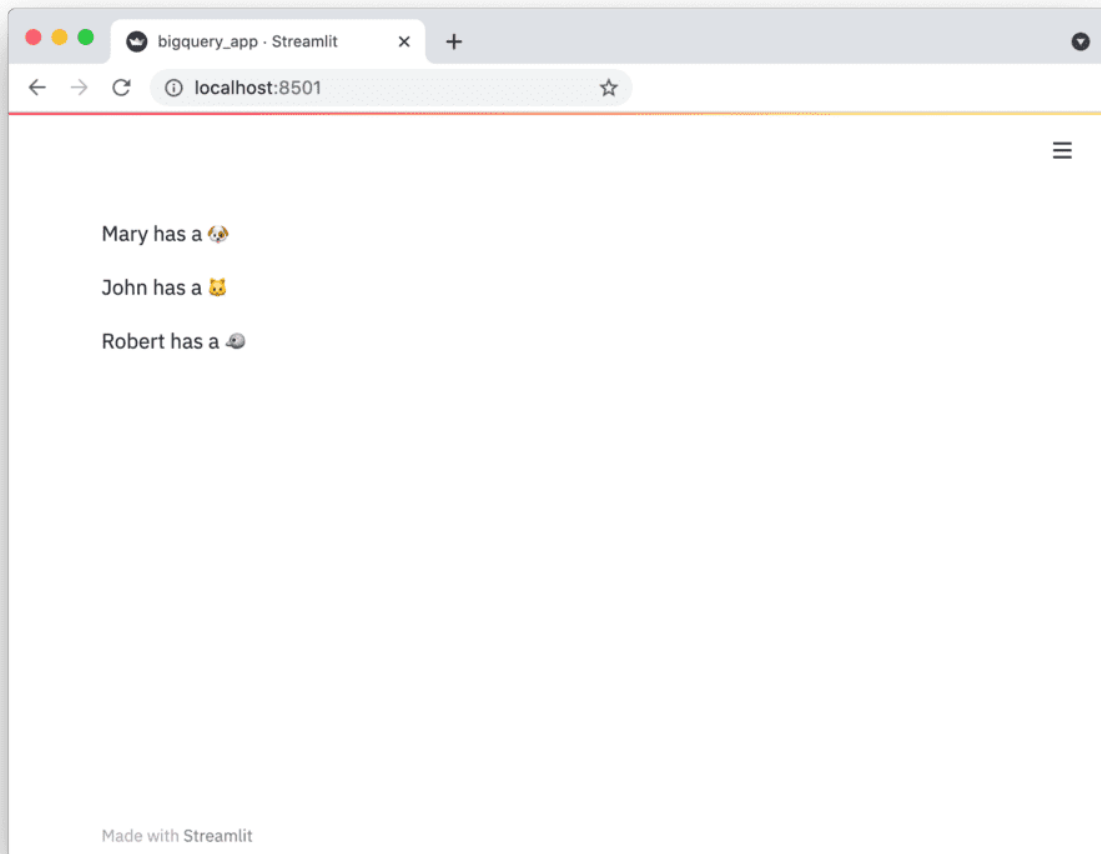 bigquery_app · Streamlit
localhost:8501
Mary has a 🐶
John has a 🐱
Robert has a 🐦
Made with Streamlit